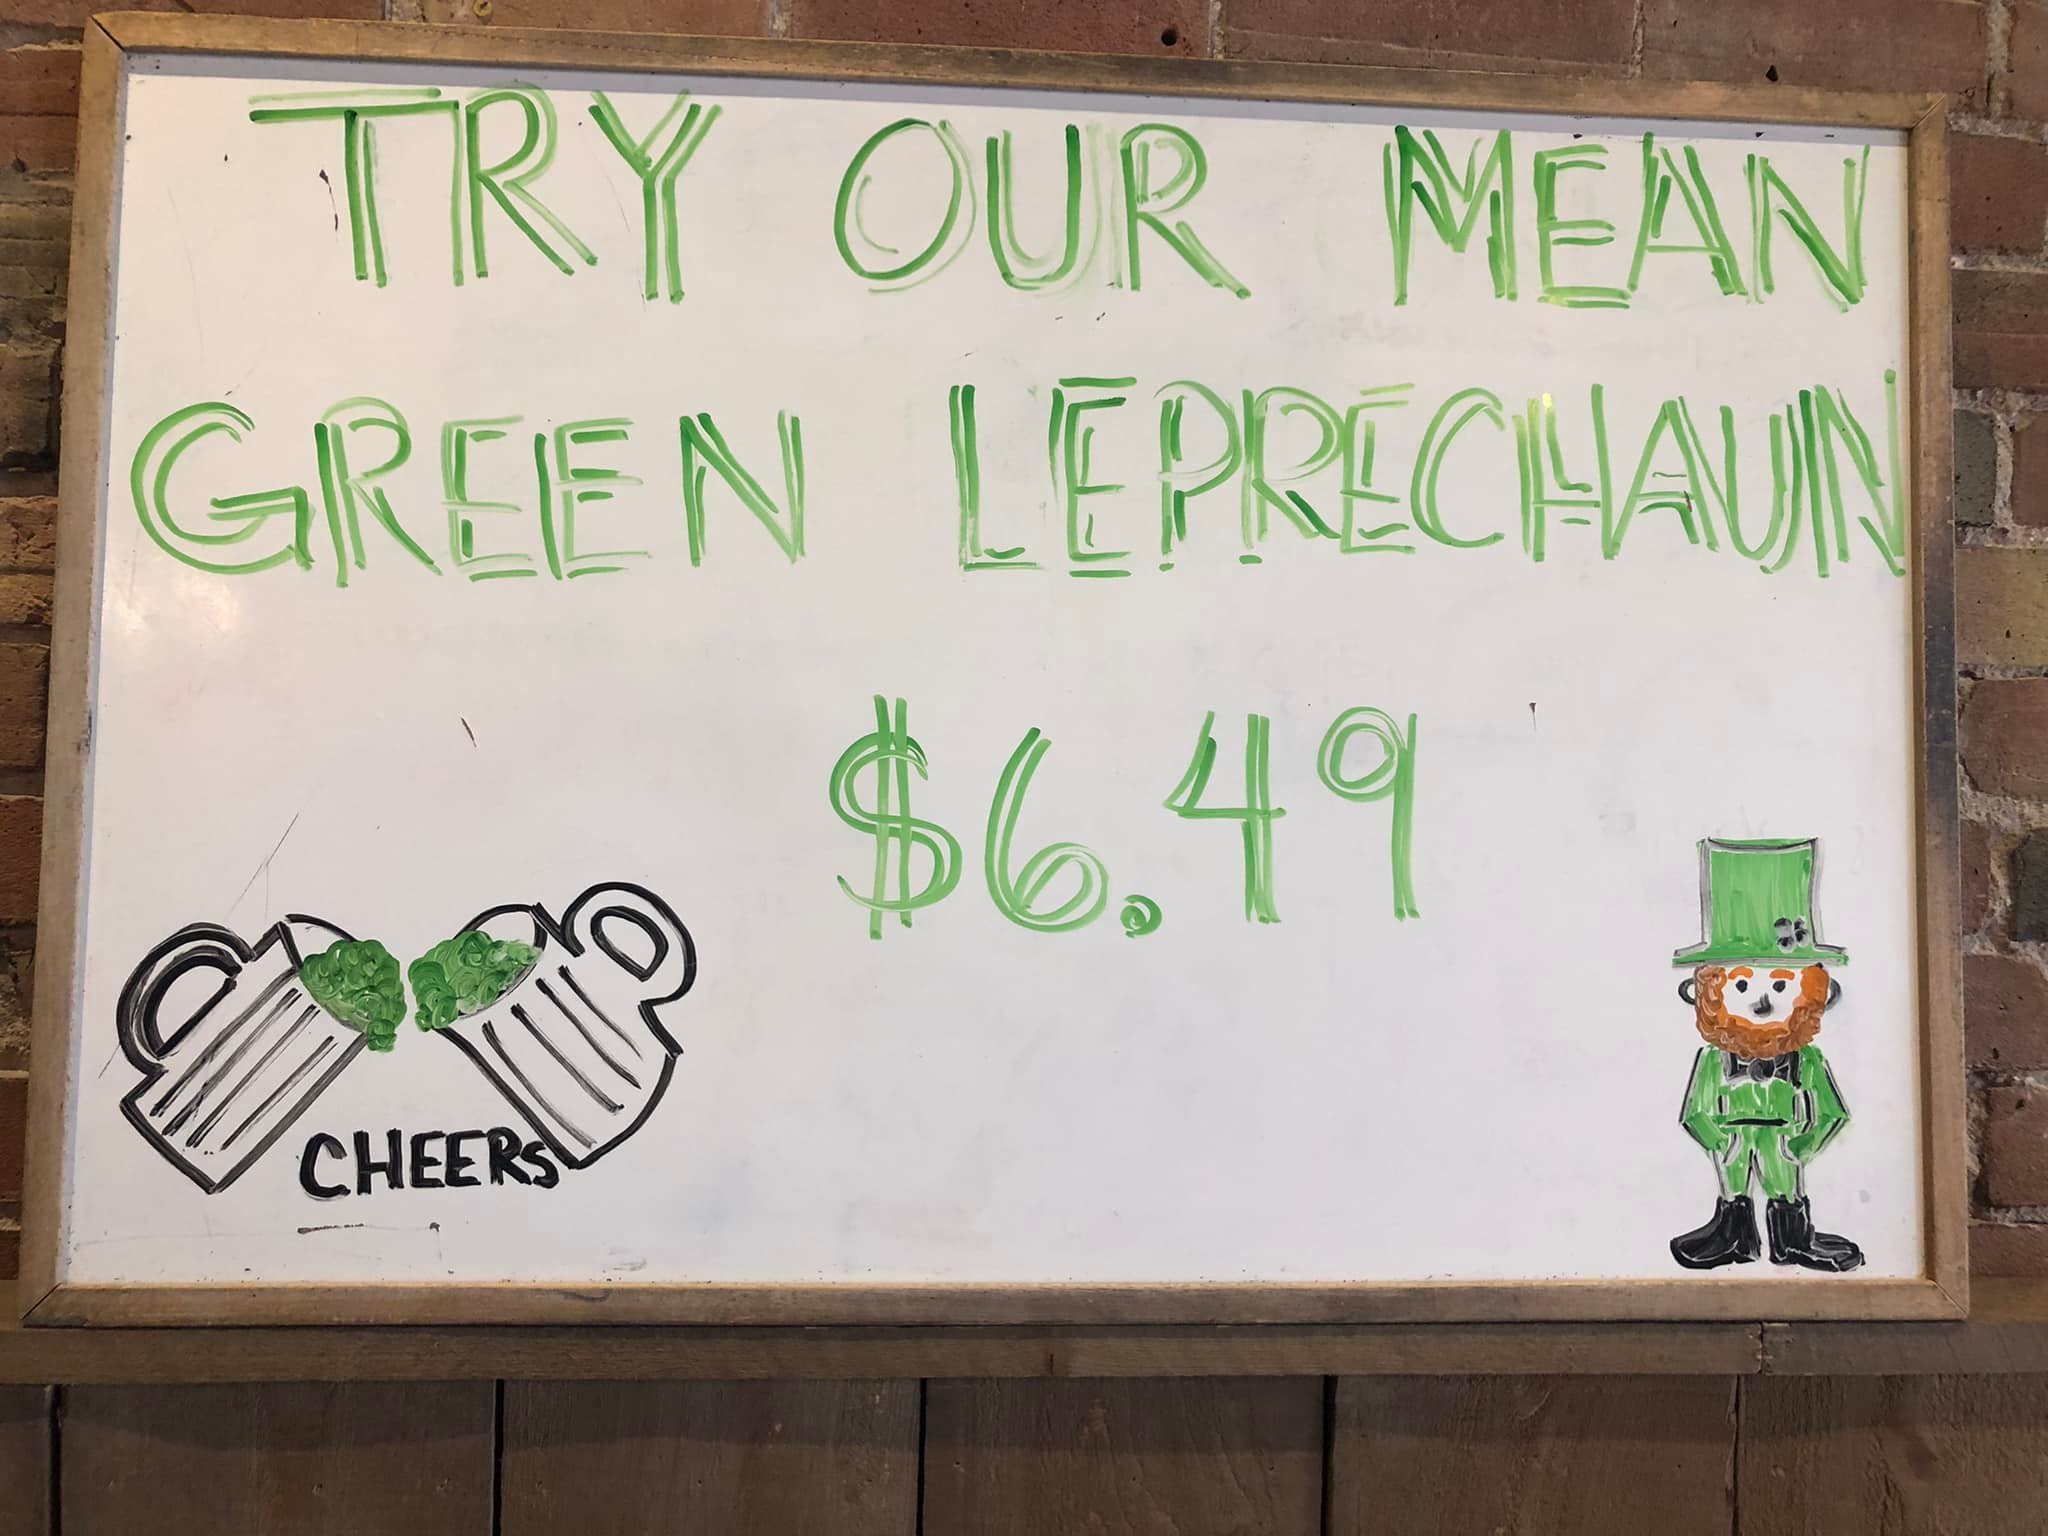 TRY OUR MEAN
GREEN LEPRECHAUN
$6.49
CHEERS